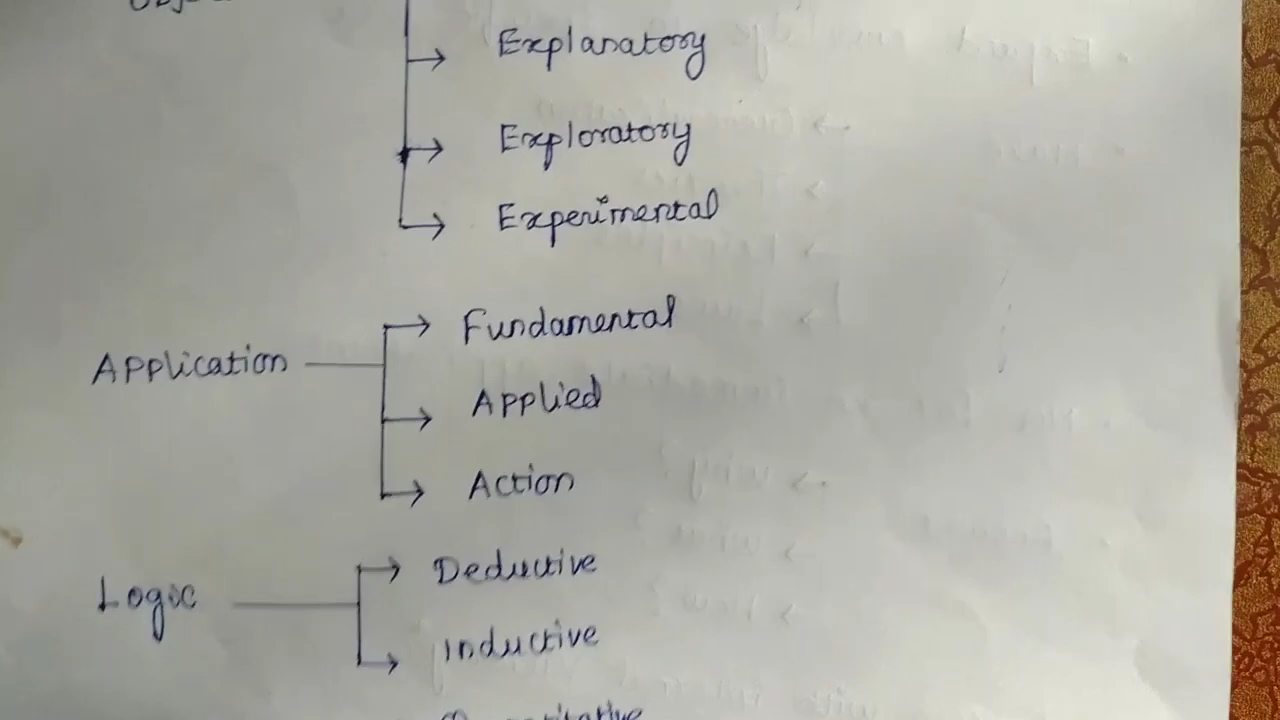 Explanatory
Exploratory
Experimental
Fundamental
Application
Applied
Action
Deductive
Logic
Inductive